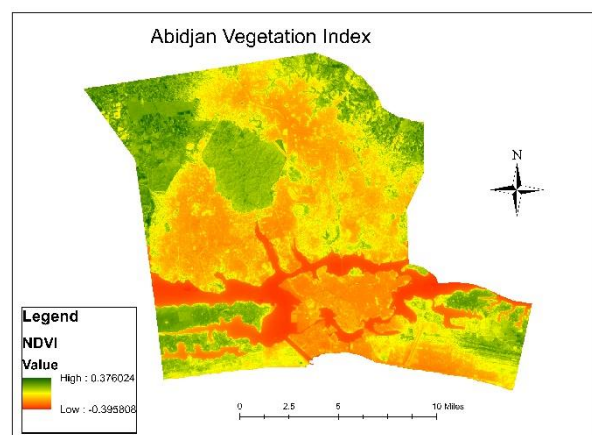 Abidjan Vegetation Index
N
Legend
NDVI
Value
High : 0.376024
Low : -0.395808
0 2.5 5 10 Miles